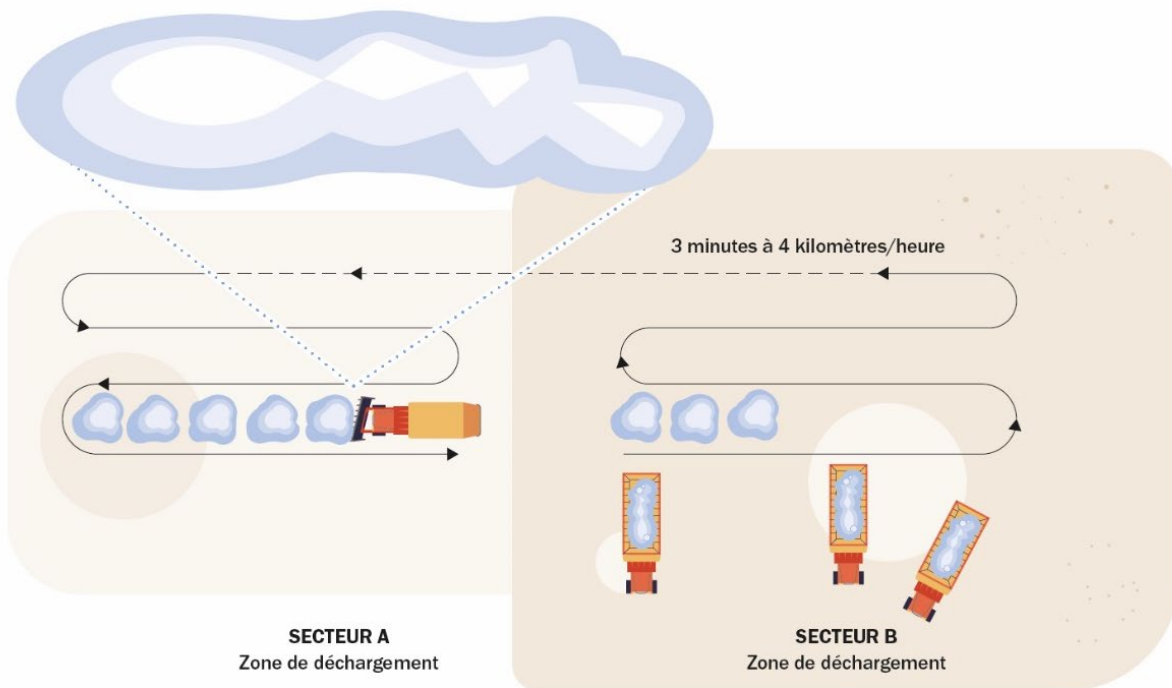 3 minutes à 4 kilomètres/heure
SECTEUR A
Zone de déchargement
SECTEUR B
Zone de déchargement